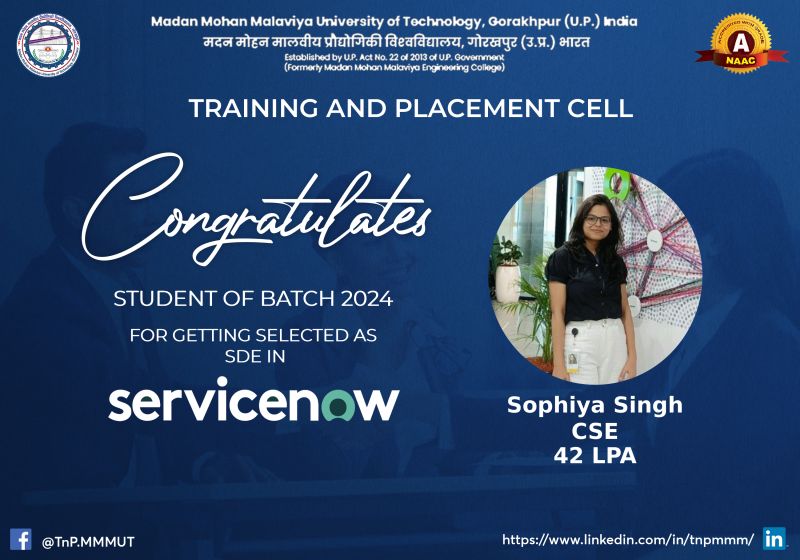 Madan Mohan Malaviya University of Technology, Gorakhpur (U.P.) India
मदन मोहन मालवीय प्रौद्योगिकी विश्वविद्यालय, गोरखपुर (उ.प्र.) भारत
Established by U.P. Act No. 22 of 2013 of U.P. Government
(Formerly Madan Mohan Malaviya Engineering College)
A
NAAC
TRAINING AND PLACEMENT CELL
Congratulates
STUDENT OF BATCH 2024
FOR GETTING SELECTED AS
SDE IN
servicenow
Sophiya Singh
CSE
42 LPA
@TnP.MMMUT
https://www.linkedin.com/in/tnpmmm/